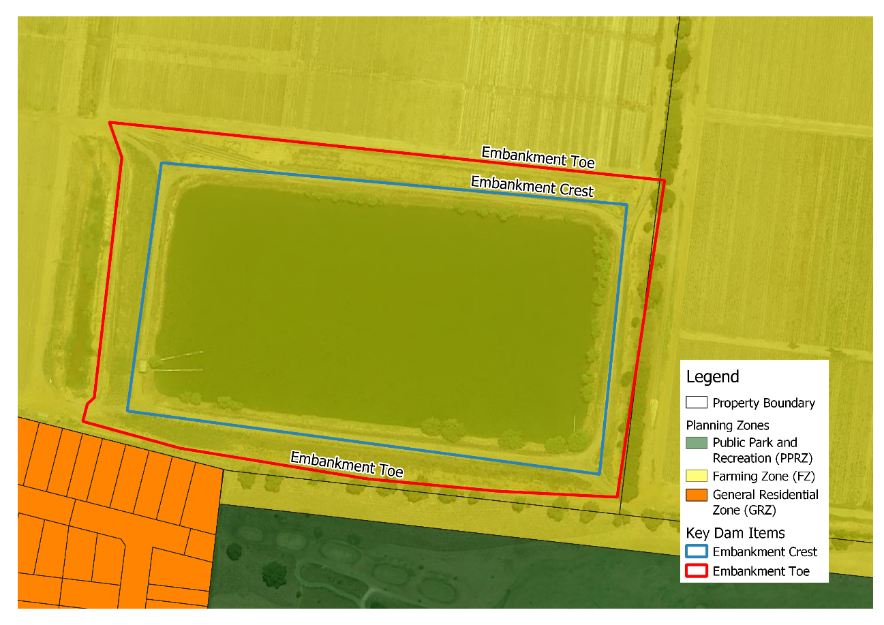 Embankment Toe
Embankment Crest
Embankment Toe
Legend
Property Boundary
Planning Zones
Public Park and
Recreation (PPRZ)
Farming Zone (FZ)
General Residential
Zone (GRZ)
Key Dam Items
Embankment Crest
Embankment Toe